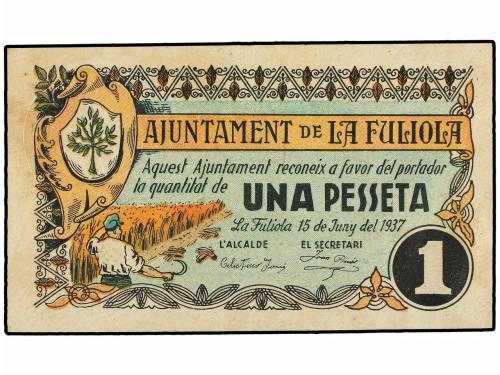 AJUNTAMENT DE LA FULIOLA
Aquest Ajuntament reconeix a favor del portador
la quantitat de
UNA PESSETA
La Fuliola 15 de Juny del 1937
L'ALCALDE EL SECRETARI
1